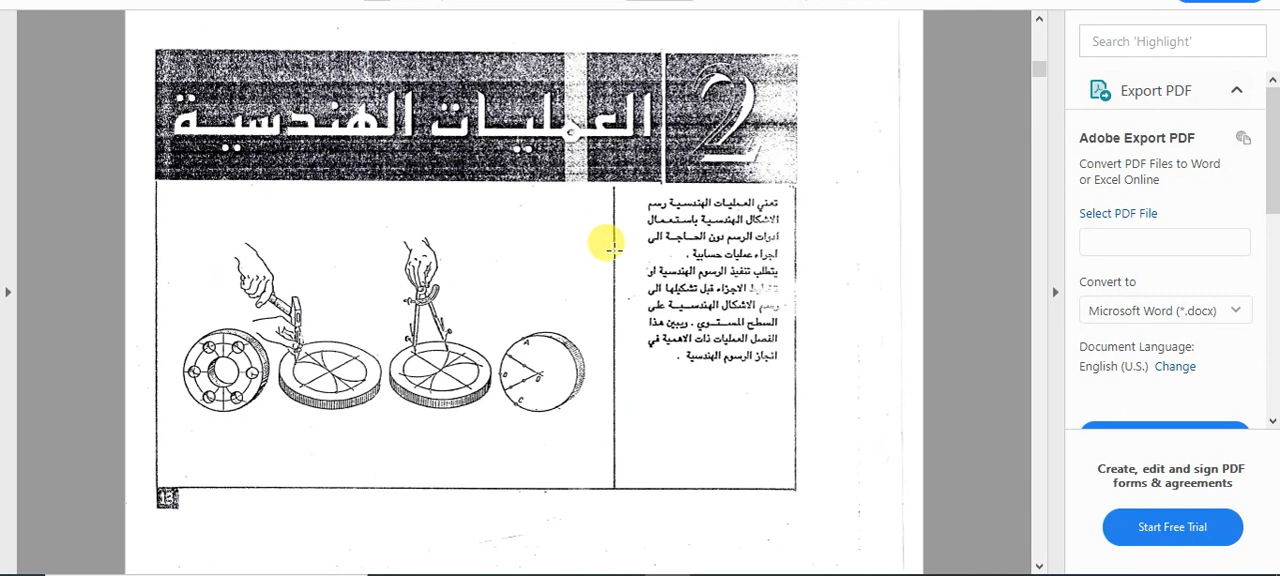 2
العمليات الهندسية
تعني العمليات الهندسية رسم
الاشكال الهندسية باستعمال
أدوات الرسم دون الحاجة الى
اجراء عمليات حسابية .
يتطلب تنفيذ الرسوم الهندسية او
الاجزاء قبل تشكيلها الى
رسم الاشكال الهندسية على
السطح المستوي . ويبين هذا
الفصل العمليات ذات الاهمية في
انجاز الرسوم الهندسية .
A
D
O
C
Search 'Highlight'
Export PDF
Adobe Export PDF
Convert PDF Files to Word
or Excel Online
Select PDF File
Convert to
Microsoft Word (*.docx)
Document Language:
English (U.S.) Change
Create, edit and sign PDF
forms & agreements
Start Free Trial